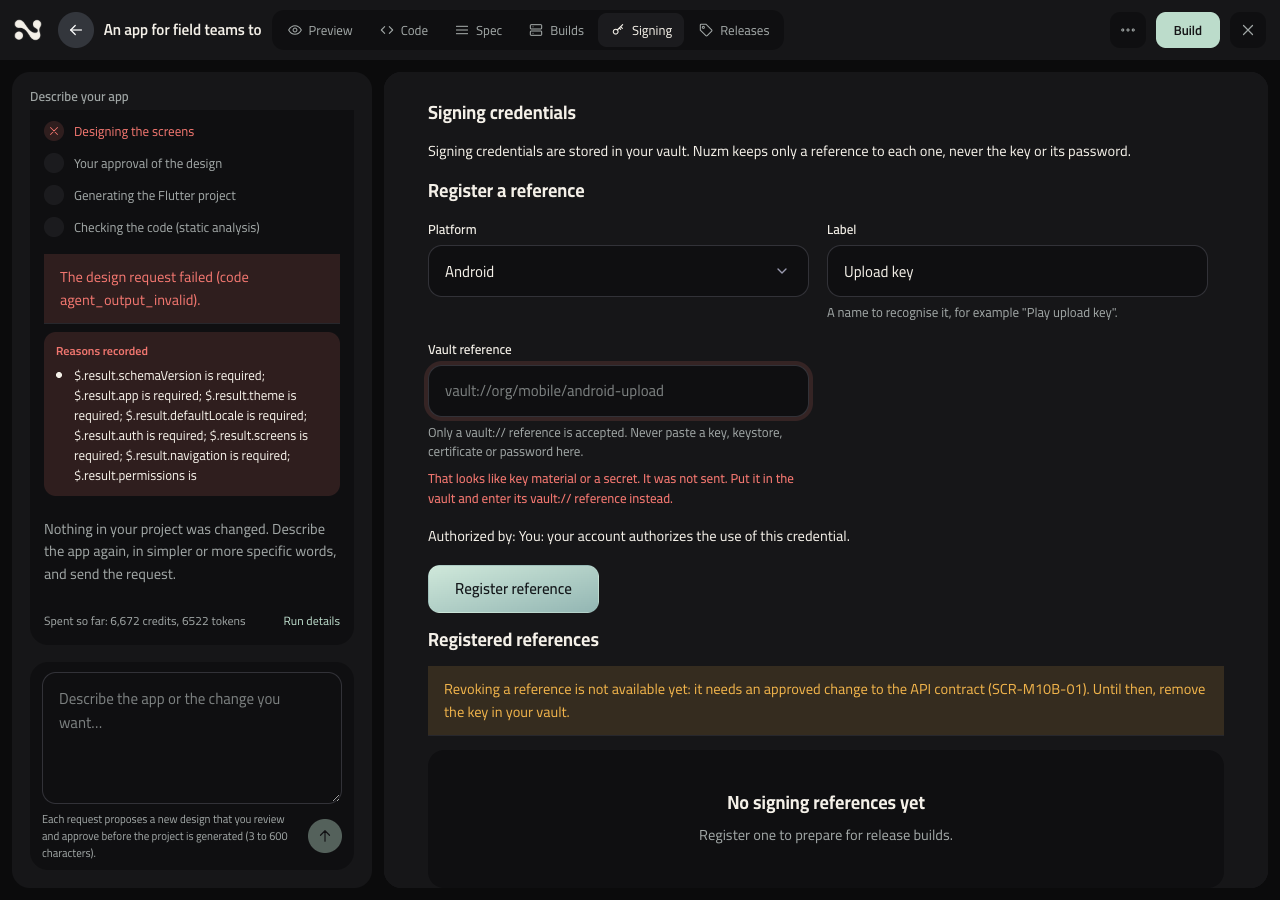 An app for field teams to
Preview
Code
Spec
Builds
Signing
Releases
Build
Describe your app
Designing the screens
Your approval of the design
Generating the Flutter project
Checking the code (static analysis)
The design request failed (code
agent_output_invalid).
Reasons recorded
$.result.schemaVersion is required;
$.result.app is required; $.result.theme is
required; $.result.defaultLocale is required;
$.result.auth is required; $.result.screens is
required; $.result.navigation is required;
$.result.permissions is
Nothing in your project was changed. Describe
the app again, in simpler or more specific words,
and send the request.
Spent so far: 6,672 credits, 6522 tokens
Run details
Describe the app or the change you
want...
Each request proposes a new design that you review
and approve before the project is generated (3 to 600
characters).
Signing credentials
Signing credentials are stored in your vault. Nuzm keeps only a reference to each one, never the key or its password.
Register a reference
Platform
Label
Android
Upload key
A name to recognise it, for example "Play upload key".
Vault reference
vault://org/mobile/android-upload
Only a vault:// reference is accepted. Never paste a key, keystore,
certificate or password here.
That looks like key material or a secret. It was not sent. Put it in the
vault and enter its vault:// reference instead.
Authorized by: You: your account authorizes the use of this credential.
Register reference
Registered references
Revoking a reference is not available yet: it needs an approved change to the API contract (SCR-M10B-01). Until then, remove
the key in your vault.
No signing references yet
Register one to prepare for release builds.